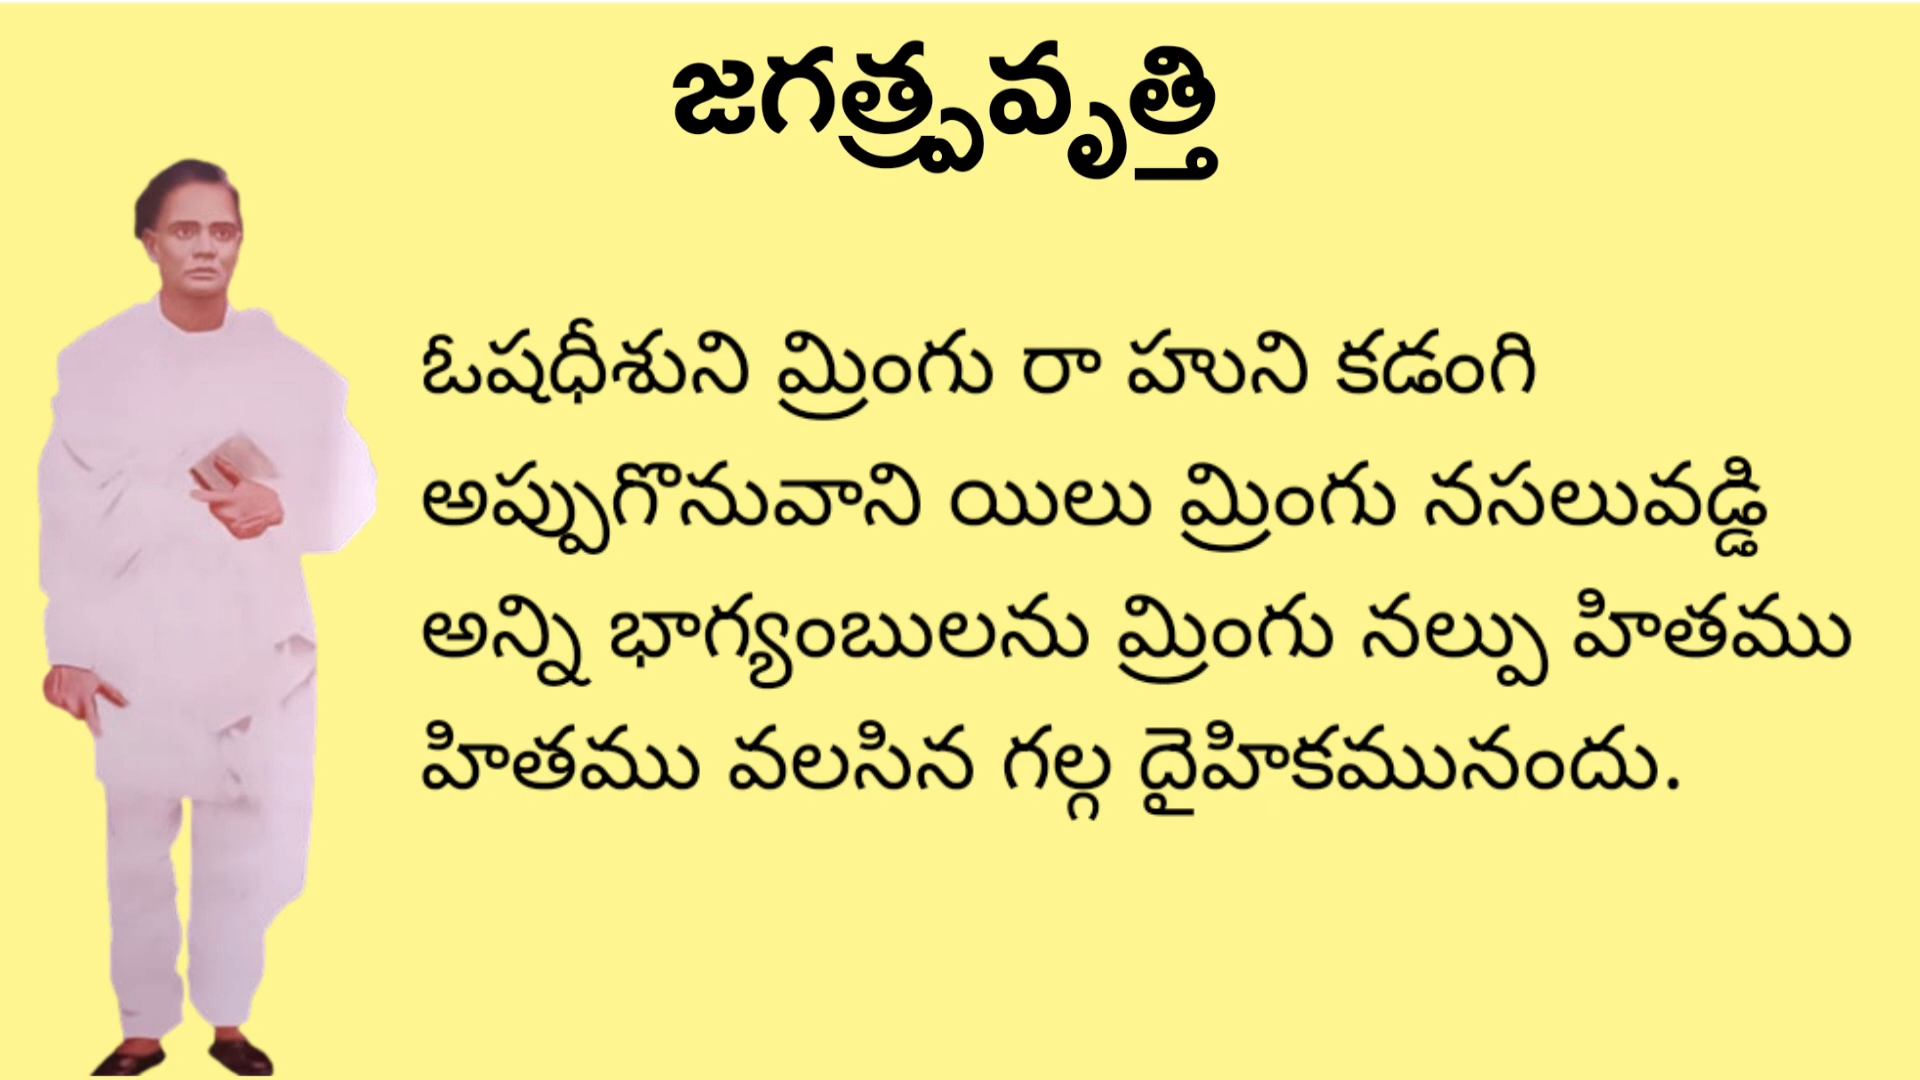 జగత్ప్రవృత్తి
ఓషధీశుని మ్రింగు రా హుని కడంగి
అప్పుగొనువాని యిలు మ్రింగు నసలువడ్డి
అన్ని భాగ్యంబులను మ్రింగు నల్పు హితము
హితము వలసిన గల్గ దైహికమునందు.